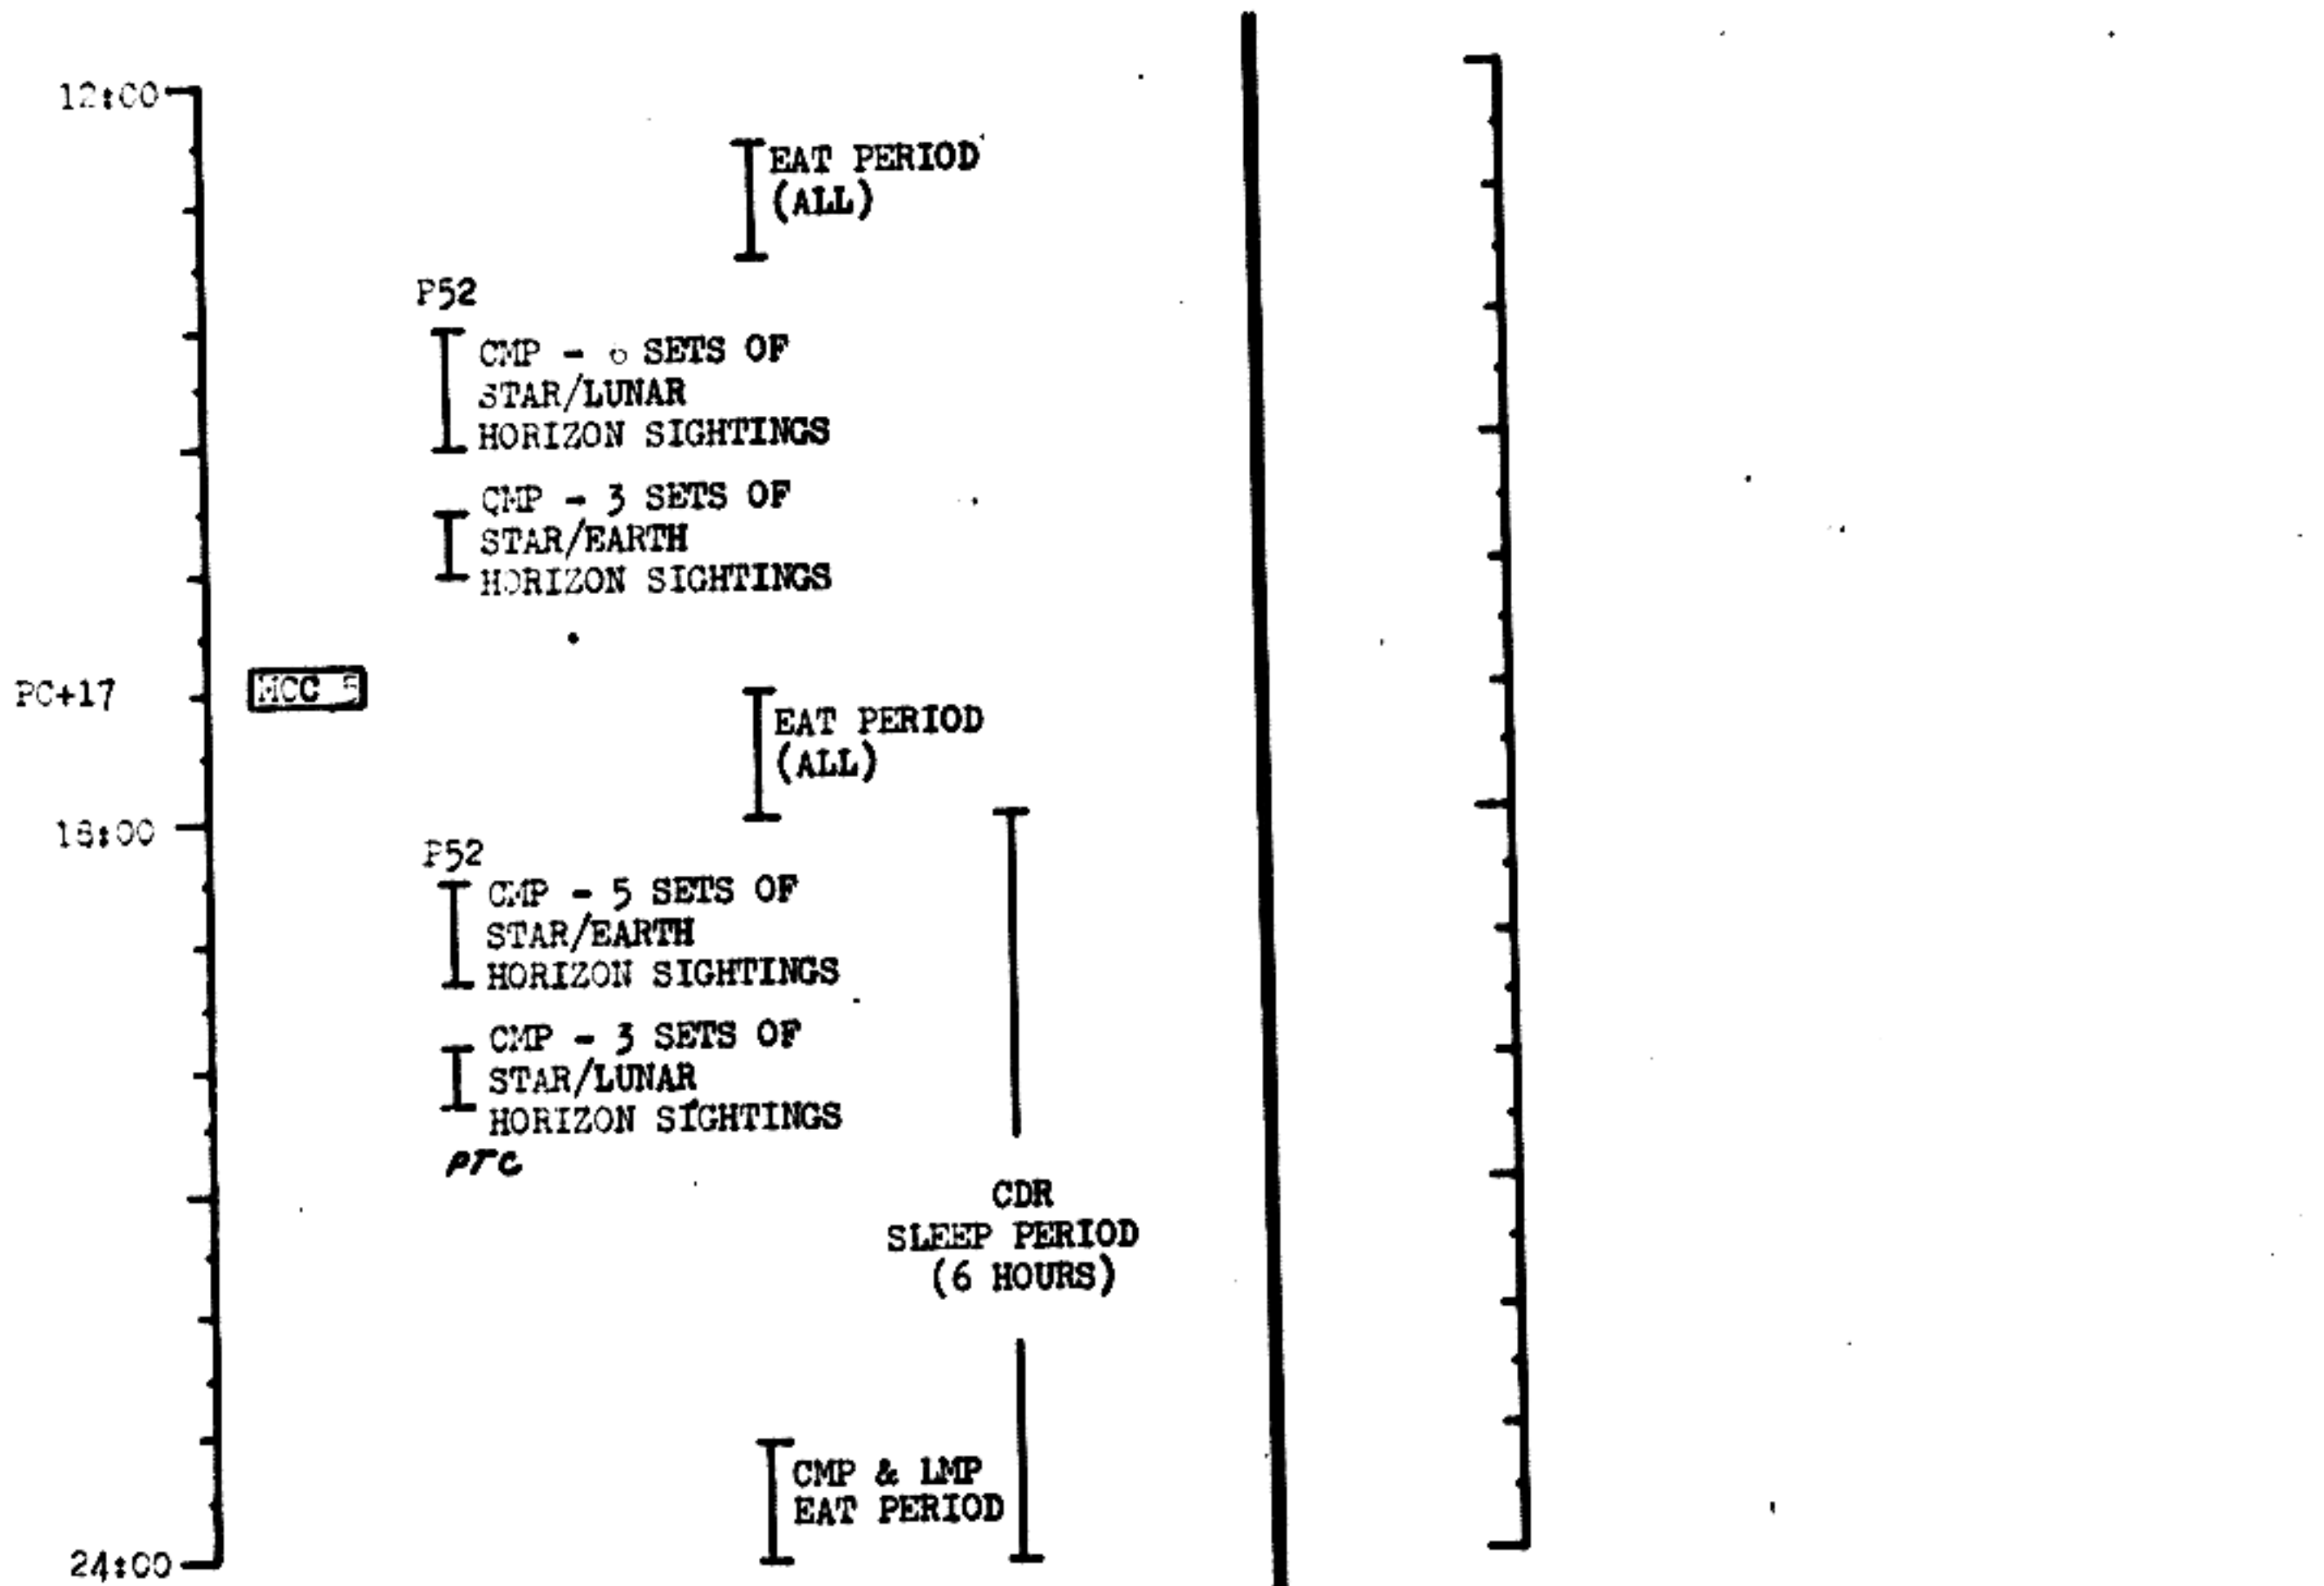 12:00
EAT PERIOD
(ALL)
P52
CMP - 6 SETS OF
STAR/LUNAR
HORIZON SIGHTINGS
CMP - 3 SETS OF
STAR/EARTH
HORIZON SIGHTINGS
PC+17
MCC 5
EAT PERIOD
(ALL)
18:00
P52
CMP - 5 SETS OF
STAR/EARTH
HORIZON SIGHTINGS
CMP - 3 SETS OF
STAR/LUNAR
HORIZON SIGHTINGS
PTC
CDR
SLEEP PERIOD
(6 HOURS)
CMP & LMP
EAT PERIOD
24:00